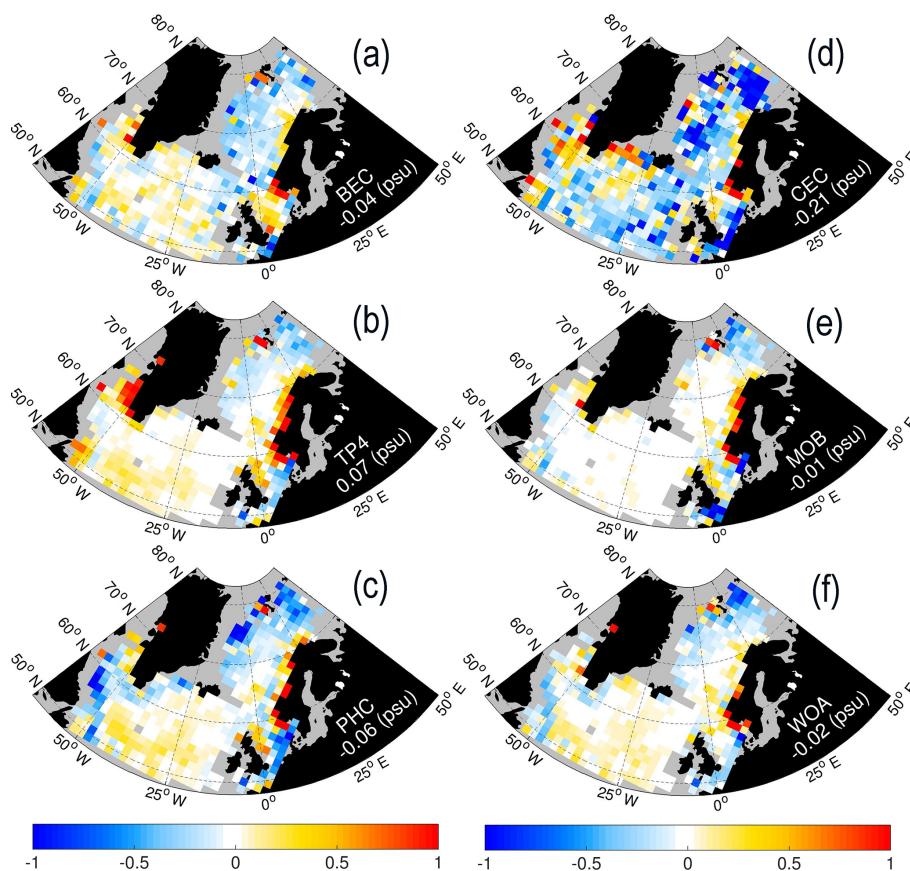 (a)
80° N
70° N
60° N
50° N
50° W
25° W
0°
25° E
50° E
BEC
-0.04 (psu)
(d)
80° N
70° N
60° N
50° N
50° W
25° W
0°
25° E
50° E
CEC
-0.21 (psu)
(b)
80° N
70° N
60° N
50° N
50° W
25° W
0°
25° E
50° E
TP4
0.07 (psu)
(e)
80° N
70° N
60° N
50° N
50° W
25° W
0°
25° E
50° E
MOB
-0.01 (psu)
(c)
80° N
70° N
60° N
50° N
50° W
25° W
0°
25° E
50° E
PHC
-0.06 (psu)
(f)
80° N
70° N
60° N
50° N
50° W
25° W
0°
25° E
50° E
WOA
-0.02 (psu)
-1 -0.5 0 0.5 1
-1 -0.5 0 0.5 1